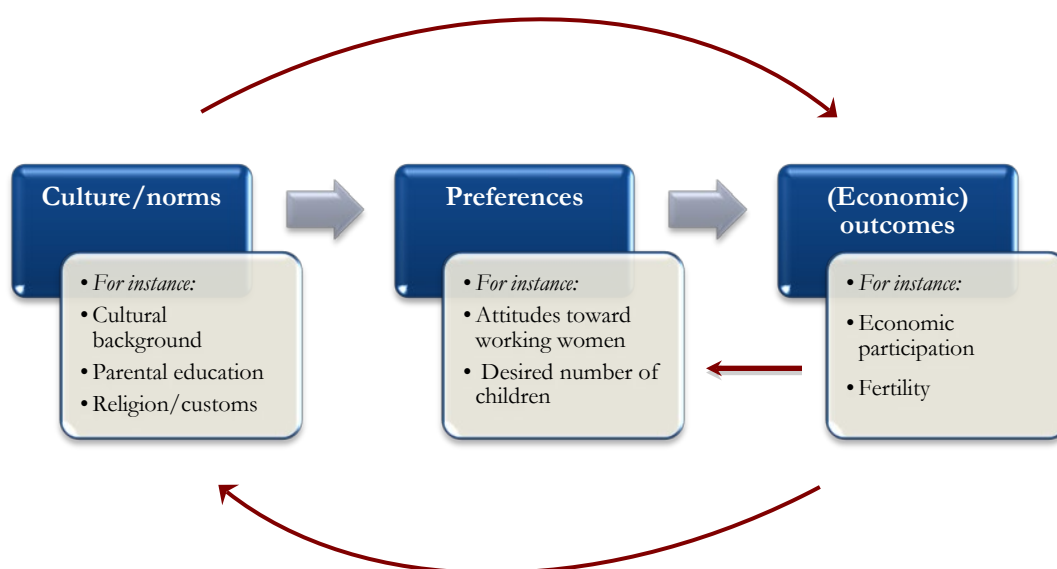 Culture/norms
• For instance:
• Cultural
background
• Parental education
• Religion/customs
Preferences
• For instance:
• Attitudes toward
working women
• Desired number of
children
(Economic)
outcomes
• For instance:
• Economic
participation
• Fertility